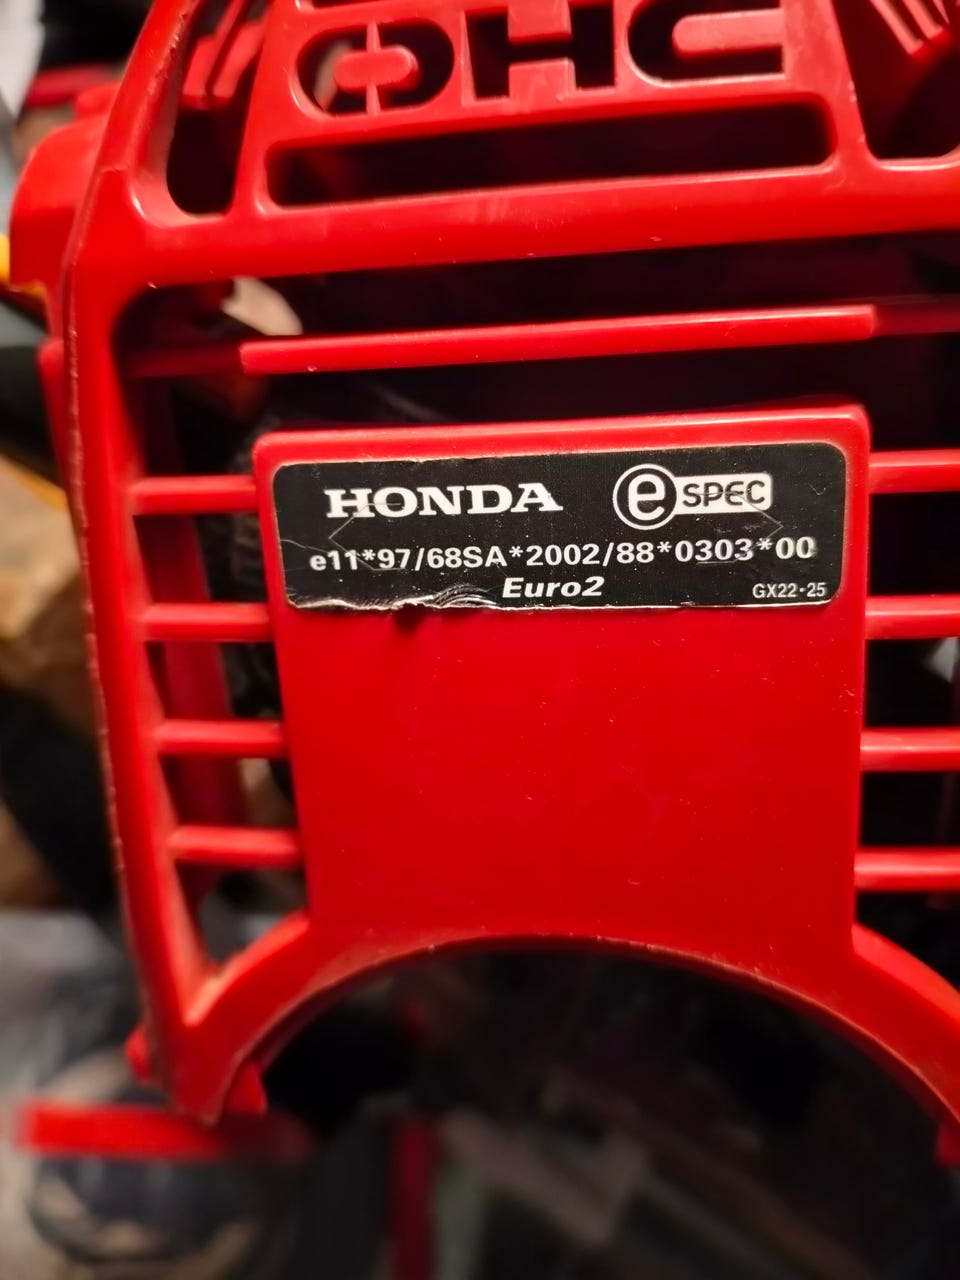 OHC
HONDA e SPEC
e11*97/68SA*2002/88*0303*00
Euro2
GX22·25